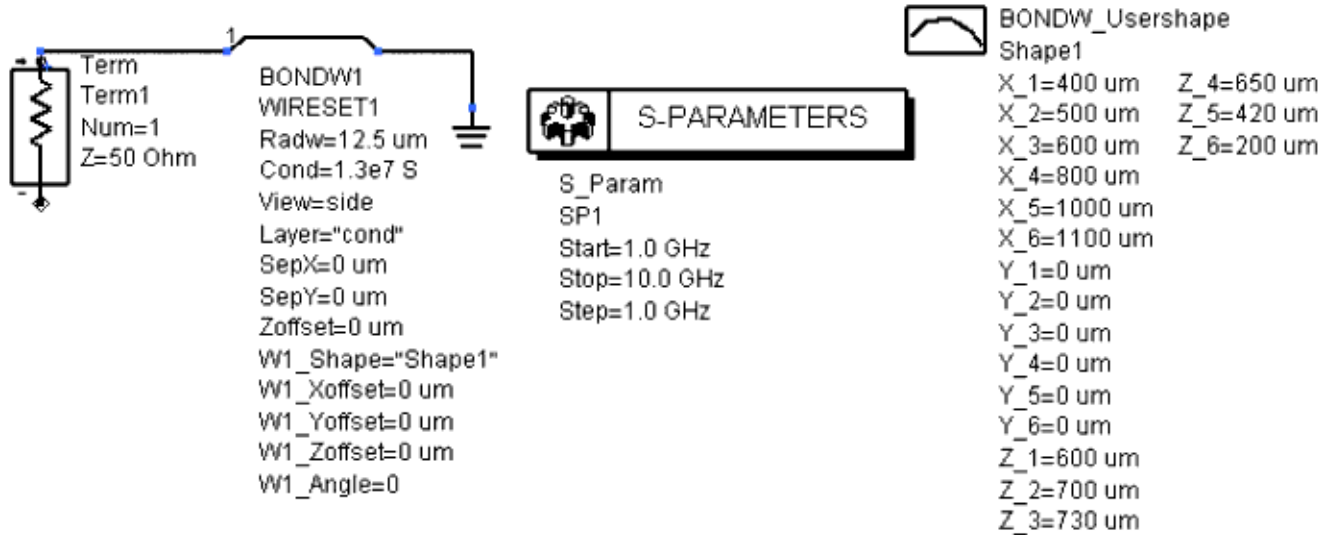 Term
Term1
Num=1
Z=50 Ohm
1
BONDW1
WIRESET1
Radw=12.5 um
Cond=1.3e7 S
View=side
Layer="cond"
SepX=0 um
SepY=0 um
Zoffset=0 um
W1_Shape="Shape1"
W1_Xoffset=0 um
W1_Yoffset=0 um
W1_Zoffset=0 um
W1_Angle=0
S-PARAMETERS
S_Param
SP1
Start=1.0 GHz
Stop=10.0 GHz
Step=1.0 GHz
BONDW_Usershape
Shape1
X_1=400 um Z_4=650 um
X_2=500 um Z_5=420 um
X_3=600 um Z_6=200 um
X_4=800 um
X_5=1000 um
X_6=1100 um
Y_1=0 um
Y_2=0 um
Y_3=0 um
Y_4=0 um
Y_5=0 um
Y_6=0 um
Z_1=600 um
Z_2=700 um
Z_3=730 um